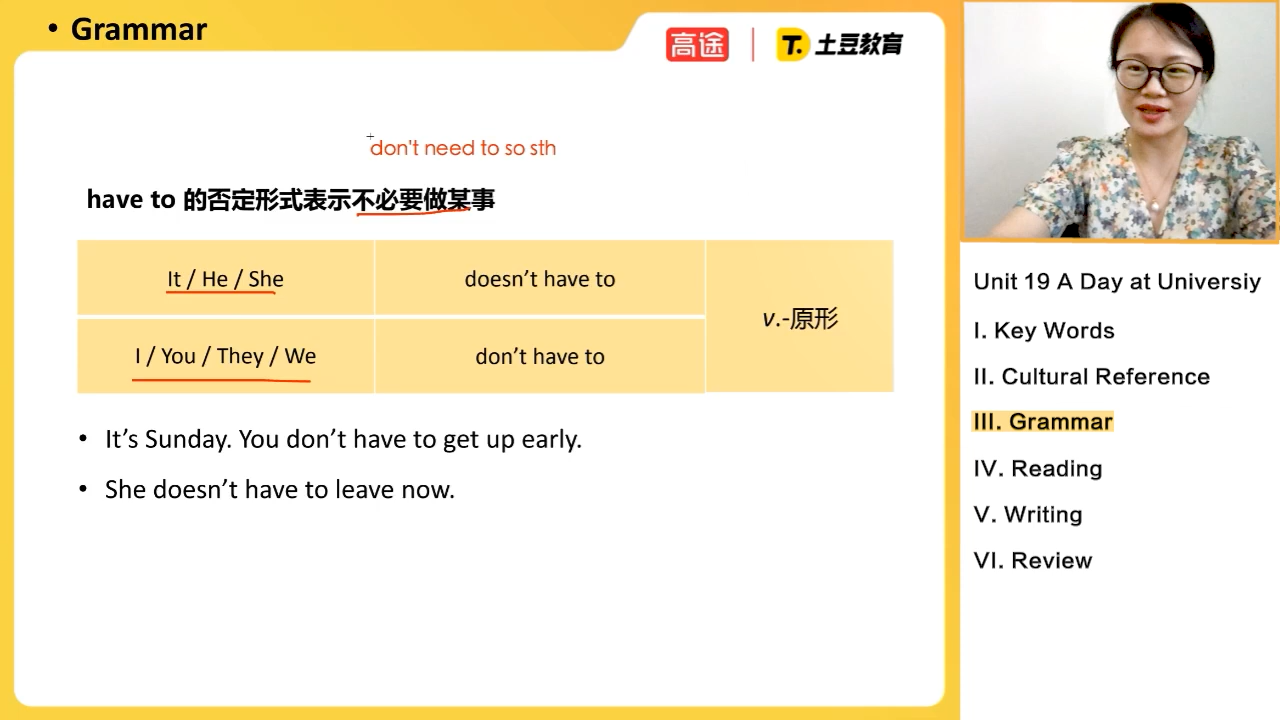 • Grammar
高途 | T. 土豆教育
don't need to so sth
have to 的否定形式表示不必要做某事
It / He / She
doesn’t have to
v.-原形
I / You / They / We
don’t have to
• It’s Sunday. You don’t have to get up early.
• She doesn’t have to leave now.
Unit 19 A Day at Universiy
I. Key Words
II. Cultural Reference
III. Grammar
IV. Reading
V. Writing
VI. Review